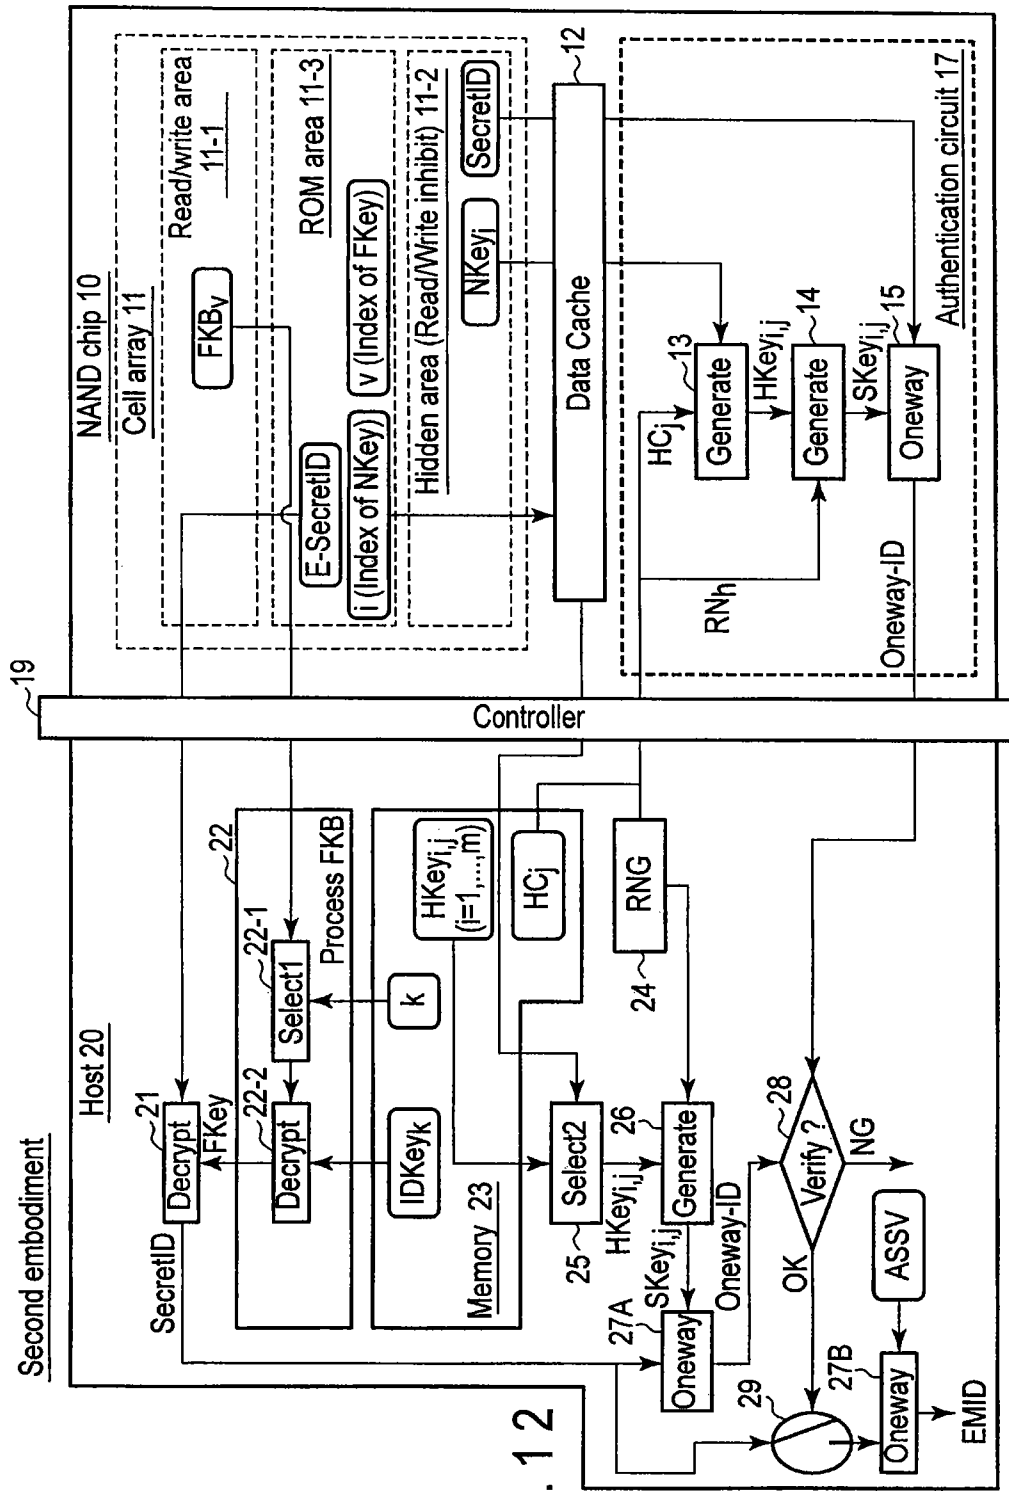 Second embodiment
Host 20
21
Decrypt
SecretID
FKey
22
22-1
Select1
22-2
Decrypt
Process FKB
k
IDKeyk
HKeyi,j
(i=1,...,m)
HCj
Memory 23
Select2
25
HKeyi,j
RNG
24
26
Generate
SKeyi,j
27A
Oneway
Oneway-ID
28
Verify ?
NG
OK
ASSV
29
27B
Oneway
EMID
. 1 2
19
Controller
NAND chip 10
Cell array 11
Read/write area
11-1
FKBv
ROM area 11-3
E-SecretID
i (Index of NKey)
v (Index of FKey)
Hidden area (Read/Write inhibit) 11-2
NKeyi
SecretID
12
Data Cache
HCj
13
Generate
HKeyi,j
RNh
14
Generate
SKeyi,j
15
Oneway
Oneway-ID
Authentication circuit 17